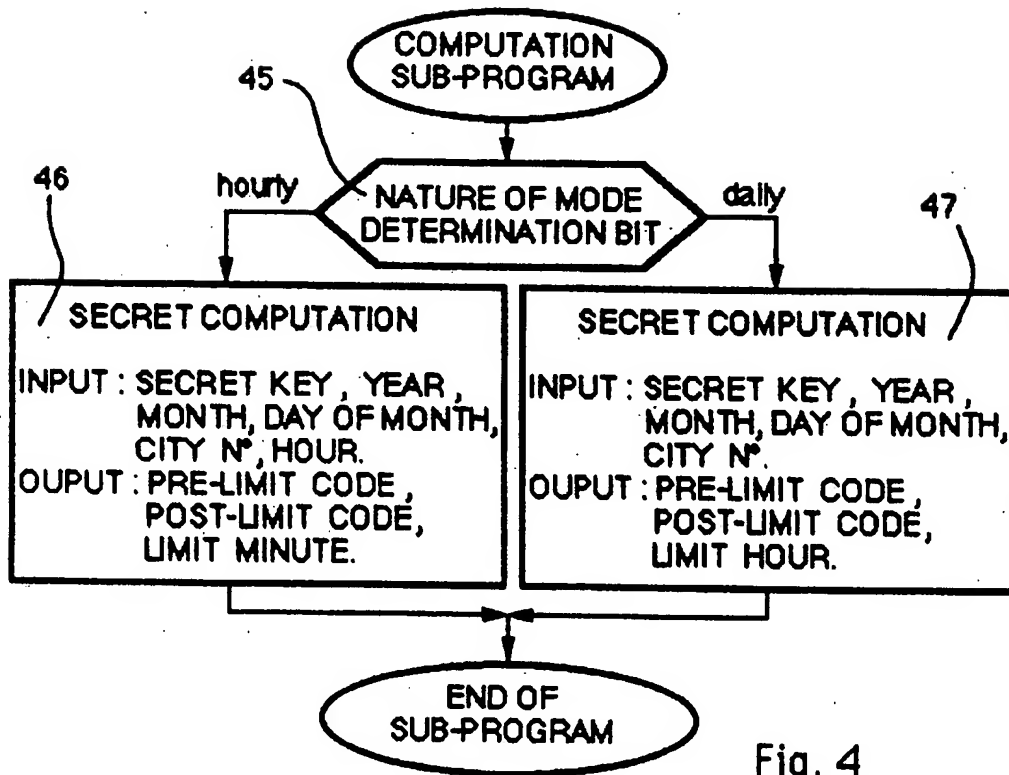 COMPUTATION
SUB-PROGRAM
45
NATURE OF MODE
DETERMINATION BIT
hourly
daily
46
47
SECRET COMPUTATION
INPUT : SECRET KEY , YEAR ,
MONTH, DAY OF MONTH,
CITY N°, HOUR.
OUPUT : PRE-LIMIT CODE ,
POST-LIMIT CODE,
LIMIT MINUTE.
SECRET COMPUTATION
INPUT : SECRET KEY , YEAR ,
MONTH, DAY OF MONTH,
CITY N°.
OUPUT : PRE-LIMIT CODE ,
POST-LIMIT CODE,
LIMIT HOUR.
END OF
SUB-PROGRAM
Fig. 4